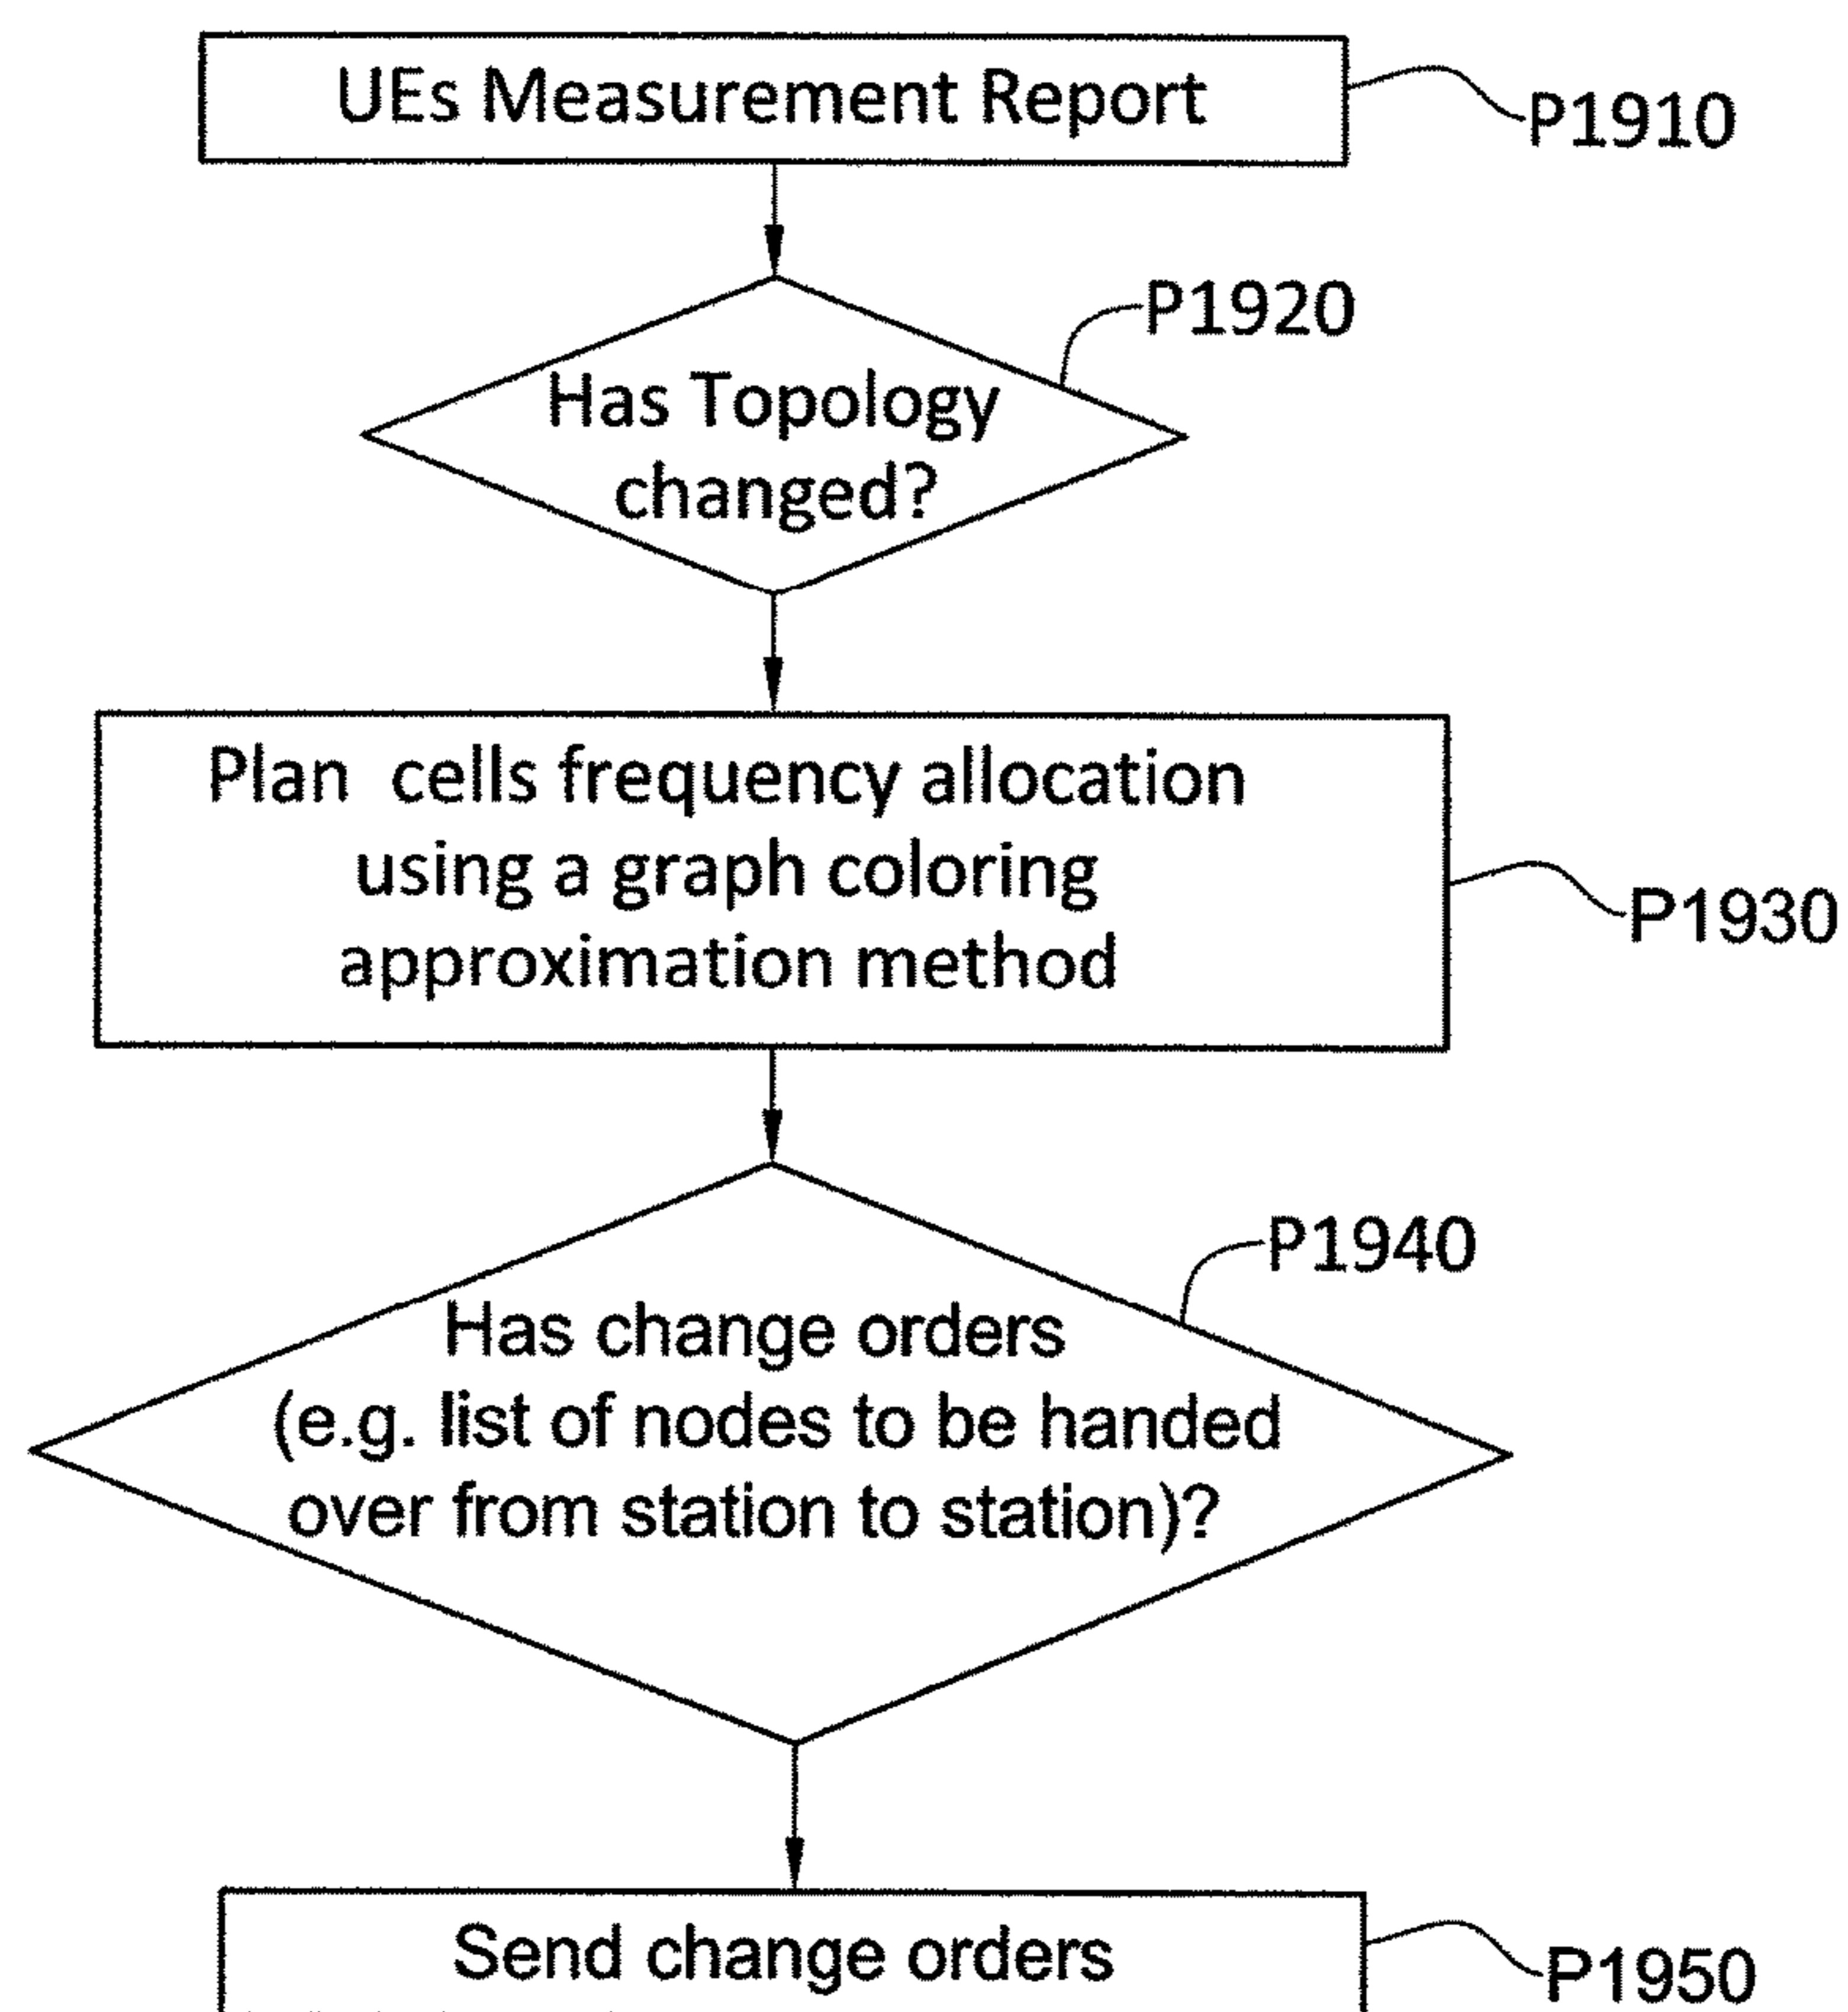 UEs Measurement Report
P1910
P1920
Has Topology
changed?
Plan cells frequency allocation
using a graph coloring
approximation method
P1930
P1940
Has change orders
(e.g. list of nodes to be handed
over from station to station)?
Send change orders
P1950